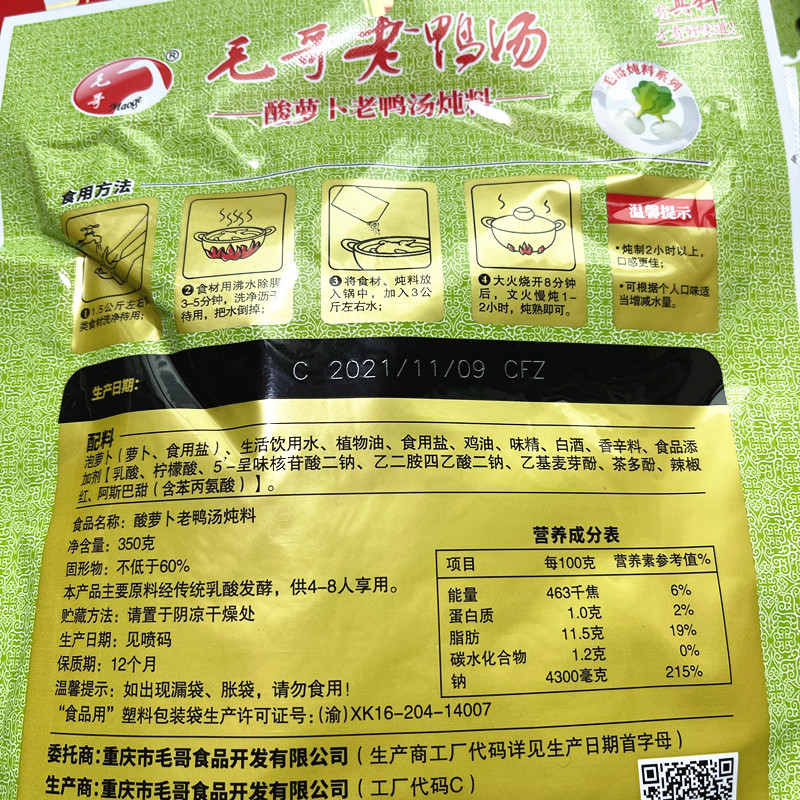 毛哥老鸭汤
毛哥
Maoge
®
酸萝卜老鸭汤炖料
毛哥炖料系列
食用方法
❶1.5公斤左右
类食材洗净待用;
❷食材用沸水除腥
3-5分钟，洗净沥干
待用，把水倒掉;
❸将食材、炖料放
入锅中，加入3公
斤左右水;
❹大火烧开8分钟
后，文火慢炖1-
2小时，炖熟即可。
温馨提示
•炖制2小时以上，
口感更佳;
•可根据个人口味适
当增减水量。
生产日期:
C 2021/11/09 CFZ
配料
泡萝卜（萝卜、食用盐）、生活饮用水、植物油、食用盐、鸡油、味精、白酒、香辛料、食品添
加剂【乳酸、柠檬酸、5'-呈味核苷酸二钠、乙二胺四乙酸二钠、乙基麦芽酚、茶多酚、辣椒
红、阿斯巴甜（含苯丙氨酸）】。
食品名称: 酸萝卜老鸭汤炖料
净含量: 350克
固形物: 不低于60%
本产品主要原料经传统乳酸发酵，供4-8人享用。
贮藏方法: 请置于阴凉干燥处
生产日期: 见喷码
保质期: 12个月
温馨提示: 如出现漏袋、胀袋，请勿食用!
“食品用”塑料包装袋生产许可证号: (渝)XK16-204-14007
营养成分表
项目 每100克 营养素参考值%
能量 463千焦 6%
蛋白质 1.0克 2%
脂肪 11.5克 19%
碳水化合物 1.2克 0%
钠 4300毫克 215%
委托商: 重庆市毛哥食品开发有限公司（生产商工厂代码详见生产日期首字母）
生产商: 重庆市毛哥食品开发有限公司（工厂代码C）